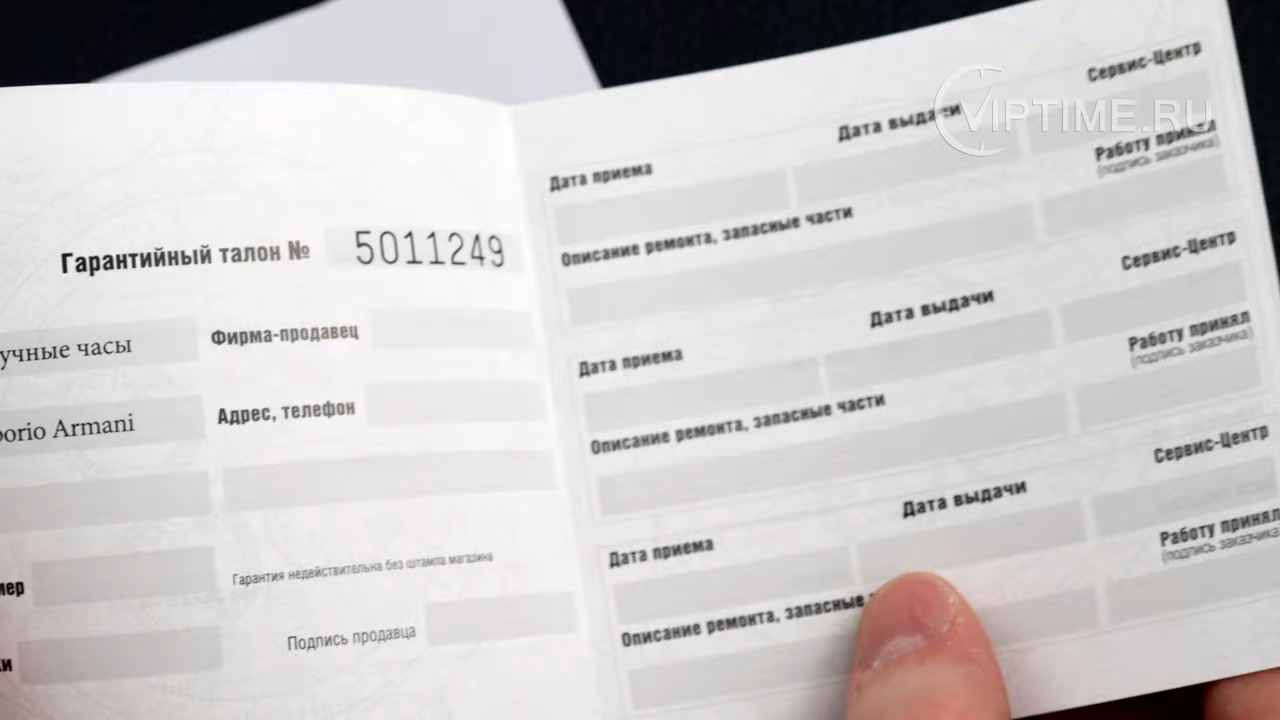 VIPTIME.RU
Гарантийный талон № 5011249
учные часы
Фирма-продавец
orio Armani
Адрес, телефон
мер
Гарантия недействительна без штампа магазина
ки
Подпись продавца
Дата приема
Дата выдачи
Сервис-Центр
Описание ремонта, запасные части
Работу принял
(подпись заказчика)
Дата приема
Дата выдачи
Сервис-Центр
Описание ремонта, запасные части
Работу принял
(подпись заказчика)
Дата приема
Дата выдачи
Сервис-Центр
Описание ремонта, запасные
Работу принял
(подпись заказчика